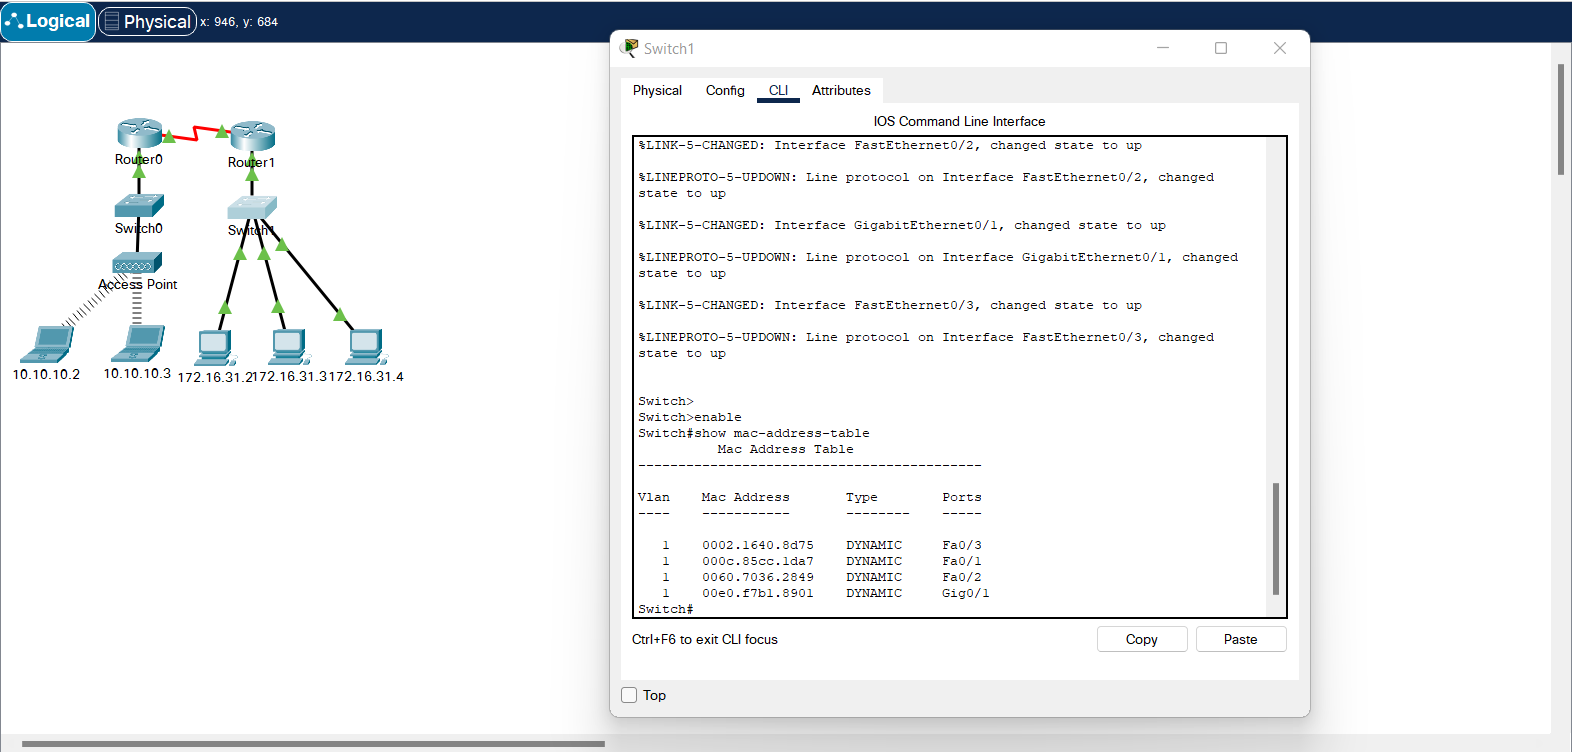 Logical Physical x: 946, y: 684
Switch1
Physical Config CLI Attributes
IOS Command Line Interface
%LINK-5-CHANGED: Interface FastEthernet0/2, changed state to up
%LINEPROTO-5-UPDOWN: Line protocol on Interface FastEthernet0/2, changed
state to up
%LINK-5-CHANGED: Interface GigabitEthernet0/1, changed state to up
%LINEPROTO-5-UPDOWN: Line protocol on Interface GigabitEthernet0/1, changed
state to up
%LINK-5-CHANGED: Interface FastEthernet0/3, changed state to up
%LINEPROTO-5-UPDOWN: Line protocol on Interface FastEthernet0/3, changed
state to up
Switch>
Switch>enable
Switch#show mac-address-table
Mac Address Table
-------------------------------------------
Vlan Mac Address Type Ports
---- ----------- -------- -----
1 0002.1640.8d75 DYNAMIC Fa0/3
1 000c.85cc.1da7 DYNAMIC Fa0/1
1 0060.7036.2849 DYNAMIC Fa0/2
1 00e0.f7b1.8901 DYNAMIC Gig0/1
Switch#
Ctrl+F6 to exit CLI focus Copy Paste
Top
Router0 Router1
Switch0 Switch1
Access Point
10.10.10.2 10.10.10.3 172.16.31.2 172.16.31.3 172.16.31.4